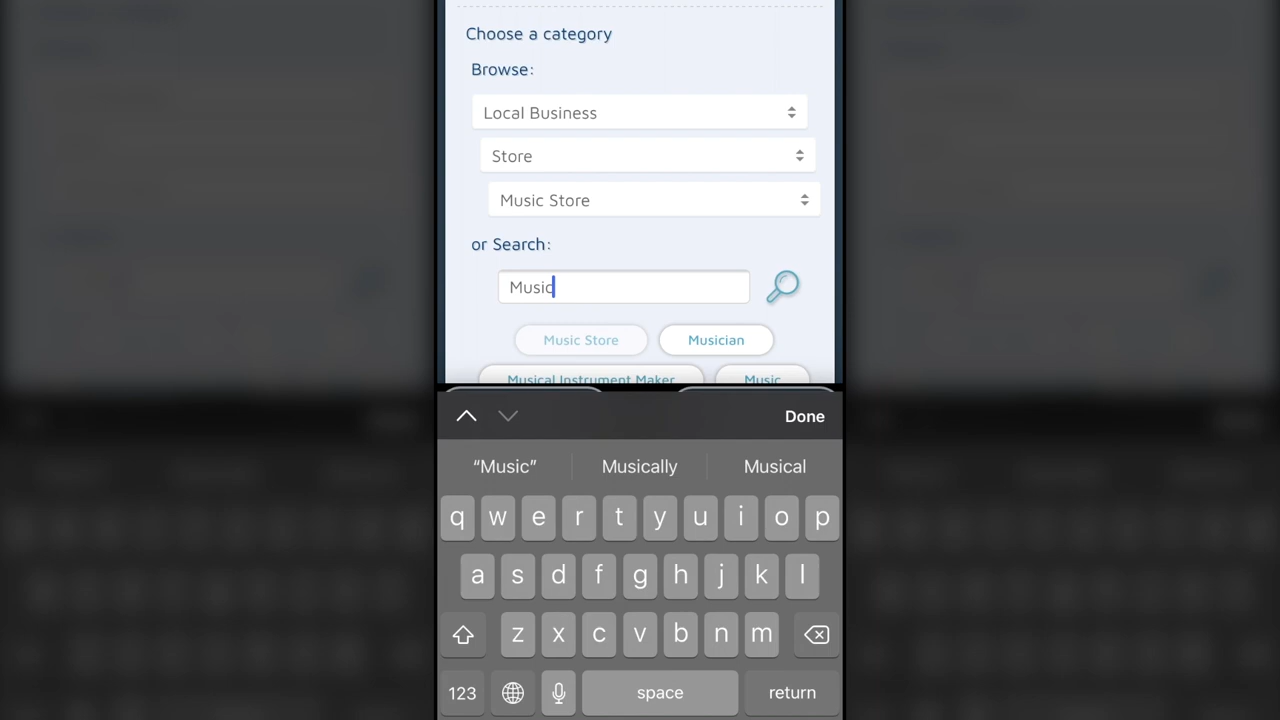 Choose a category
Browse:
Local Business
Store
Music Store
or Search:
Music
Music Store Musician
Musical Instrument Maker Music
Done
“Music” Musically Musical
q w e r t y u i o p
a s d f g h j k l
z x c v b n m
123 space return